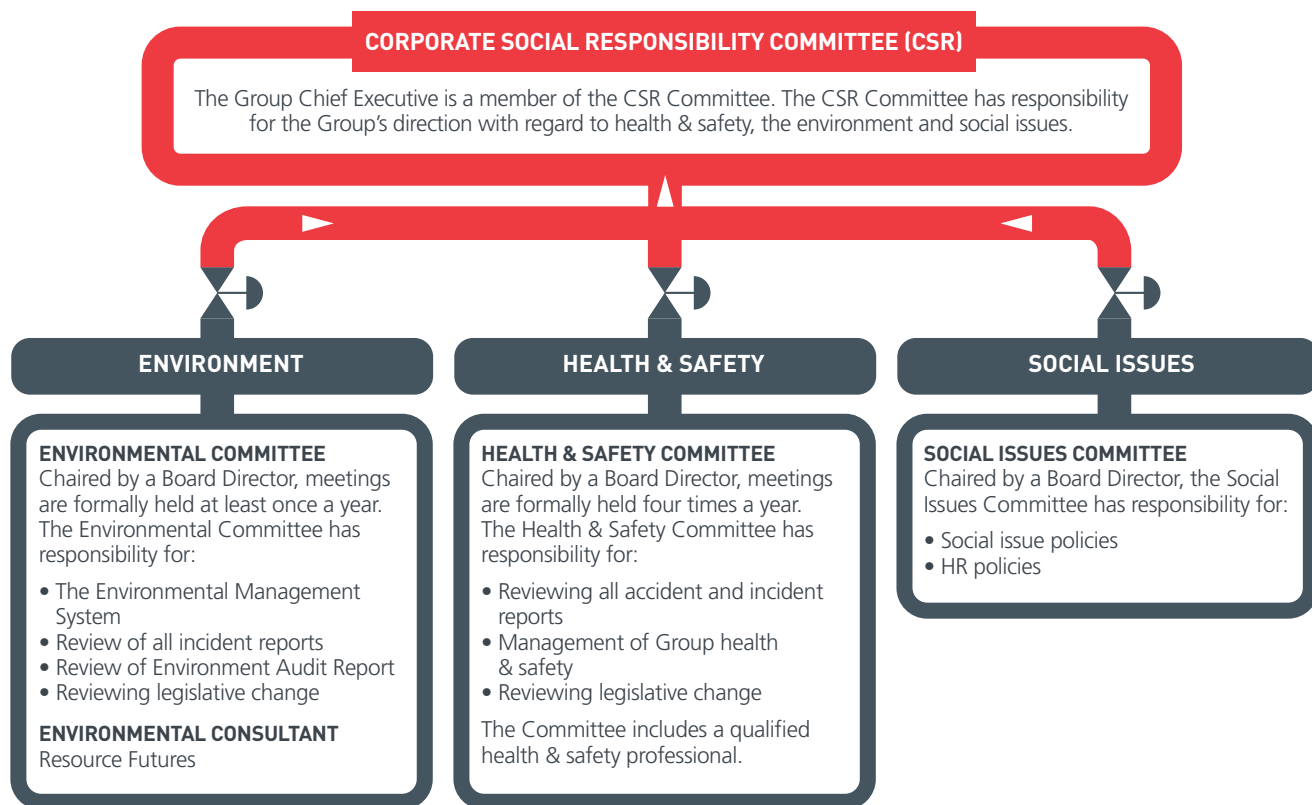 CORPORATE SOCIAL RESPONSIBILITY COMMITTEE (CSR)
The Group Chief Executive is a member of the CSR Committee. The CSR Committee has responsibility
for the Group’s direction with regard to health & safety, the environment and social issues.
ENVIRONMENT
ENVIRONMENTAL COMMITTEE
Chaired by a Board Director, meetings
are formally held at least once a year.
The Environmental Committee has
responsibility for:
• The Environmental Management
System
• Review of all incident reports
• Review of Environment Audit Report
• Reviewing legislative change
ENVIRONMENTAL CONSULTANT
Resource Futures
HEALTH & SAFETY
HEALTH & SAFETY COMMITTEE
Chaired by a Board Director, meetings
are formally held four times a year.
The Health & Safety Committee has
responsibility for:
• Reviewing all accident and incident
reports
• Management of Group health
& safety
• Reviewing legislative change
The Committee includes a qualified
health & safety professional.
SOCIAL ISSUES
SOCIAL ISSUES COMMITTEE
Chaired by a Board Director, the Social
Issues Committee has responsibility for:
• Social issue policies
• HR policies